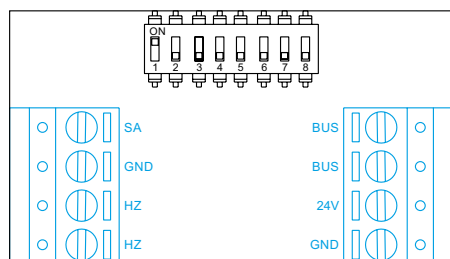 ON
1 2 3 4 5 6 7 8
SA BUS
GND BUS
HZ 24V
HZ GND